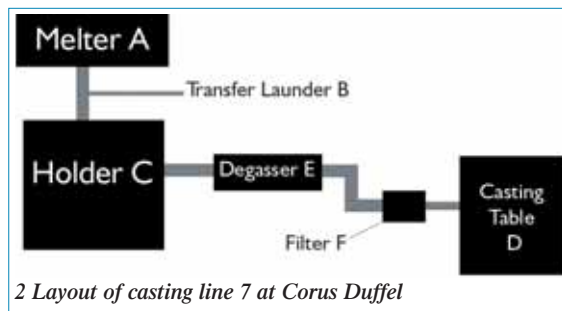 Melter A
Transfer Launder B
Holder C
Degasser E
Casting
Table
D
Filter F
2 Layout of casting line 7 at Corus Duffel